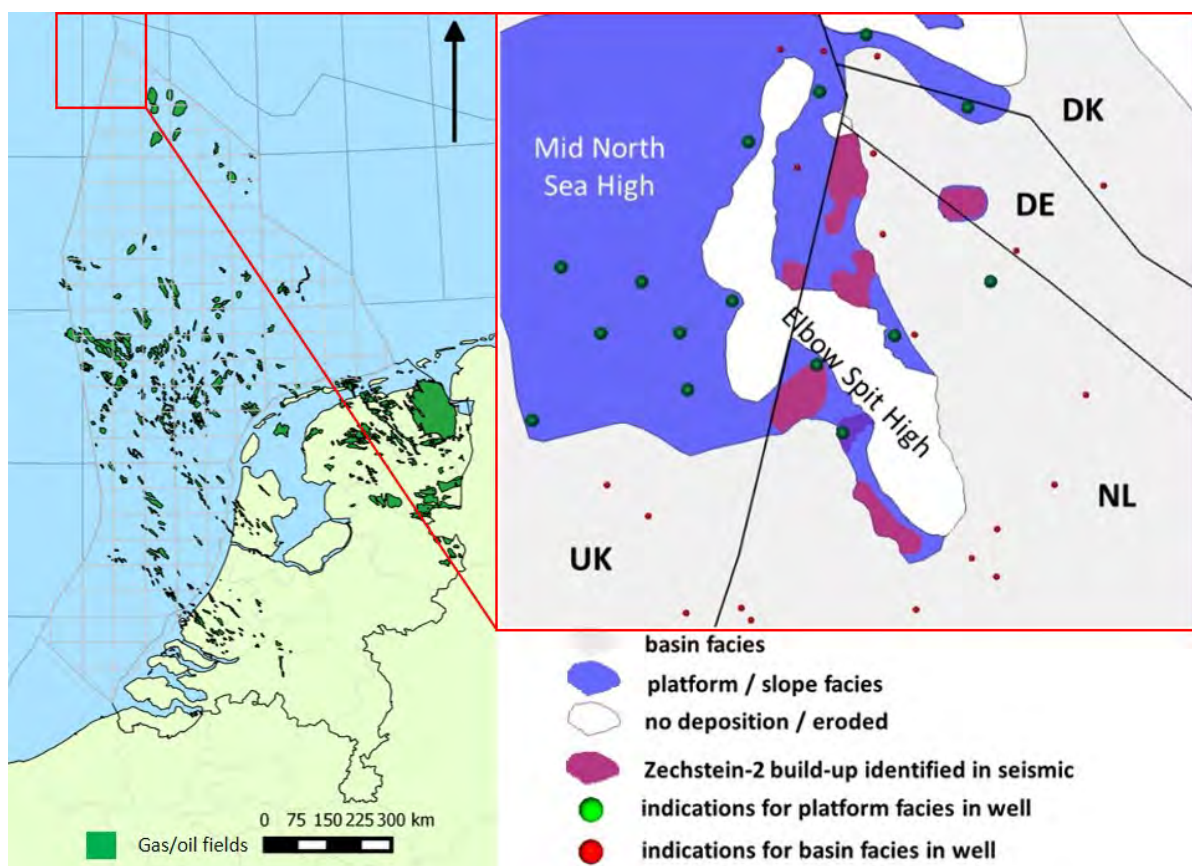 Mid North
Sea High
DK
DE
Elbow Spit High
NL
UK
basin facies
platform / slope facies
no deposition / eroded
Zechstein-2 build-up identified in seismic
indications for platform facies in well
indications for basin facies in well
0 75 150 225 300 km
Gas/oil fields